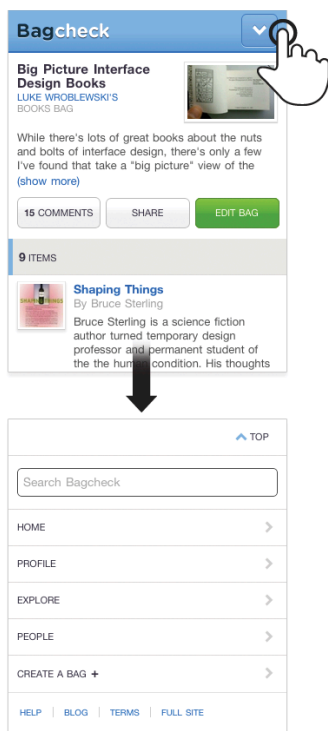 Bagcheck
Big Picture Interface
Design Books
LUKE WROBLEWSKI'S
BOOKS BAG
While there's lots of great books about the nuts
and bolts of interface design, there's only a few
I've found that take a "big picture" view of the
(show more)
15 COMMENTS
SHARE
EDIT BAG
9 ITEMS
Shaping Things
By Bruce Sterling
Bruce Sterling is a science fiction
author turned temporary design
professor and permanent student of
the the human condition. His thoughts
TOP
Search Bagcheck
HOME
PROFILE
EXPLORE
PEOPLE
CREATE A BAG +
HELP | BLOG | TERMS | FULL SITE